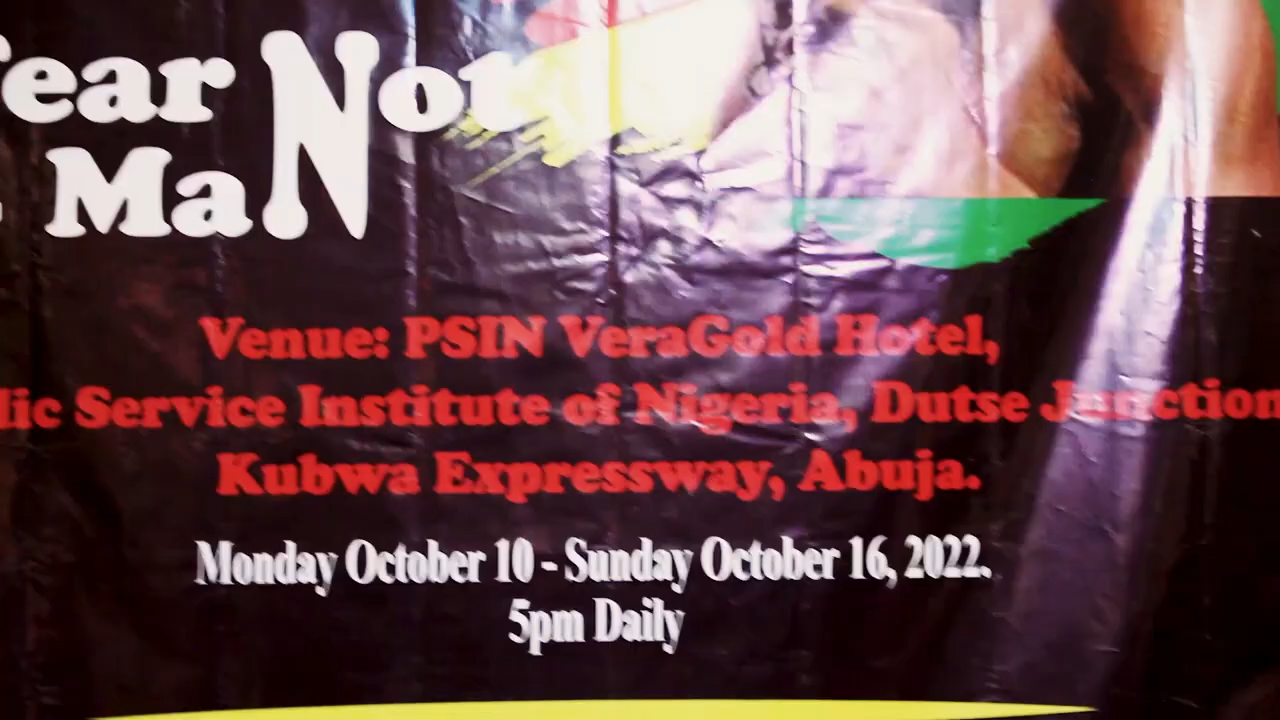 ear Not
MaN
Venue: PSIN VeraGold Hotel,
lic Service Institute of Nigeria, Dutse Junction
Kubwa Expressway, Abuja.
Monday October 10 - Sunday October 16, 2022.
5pm Daily